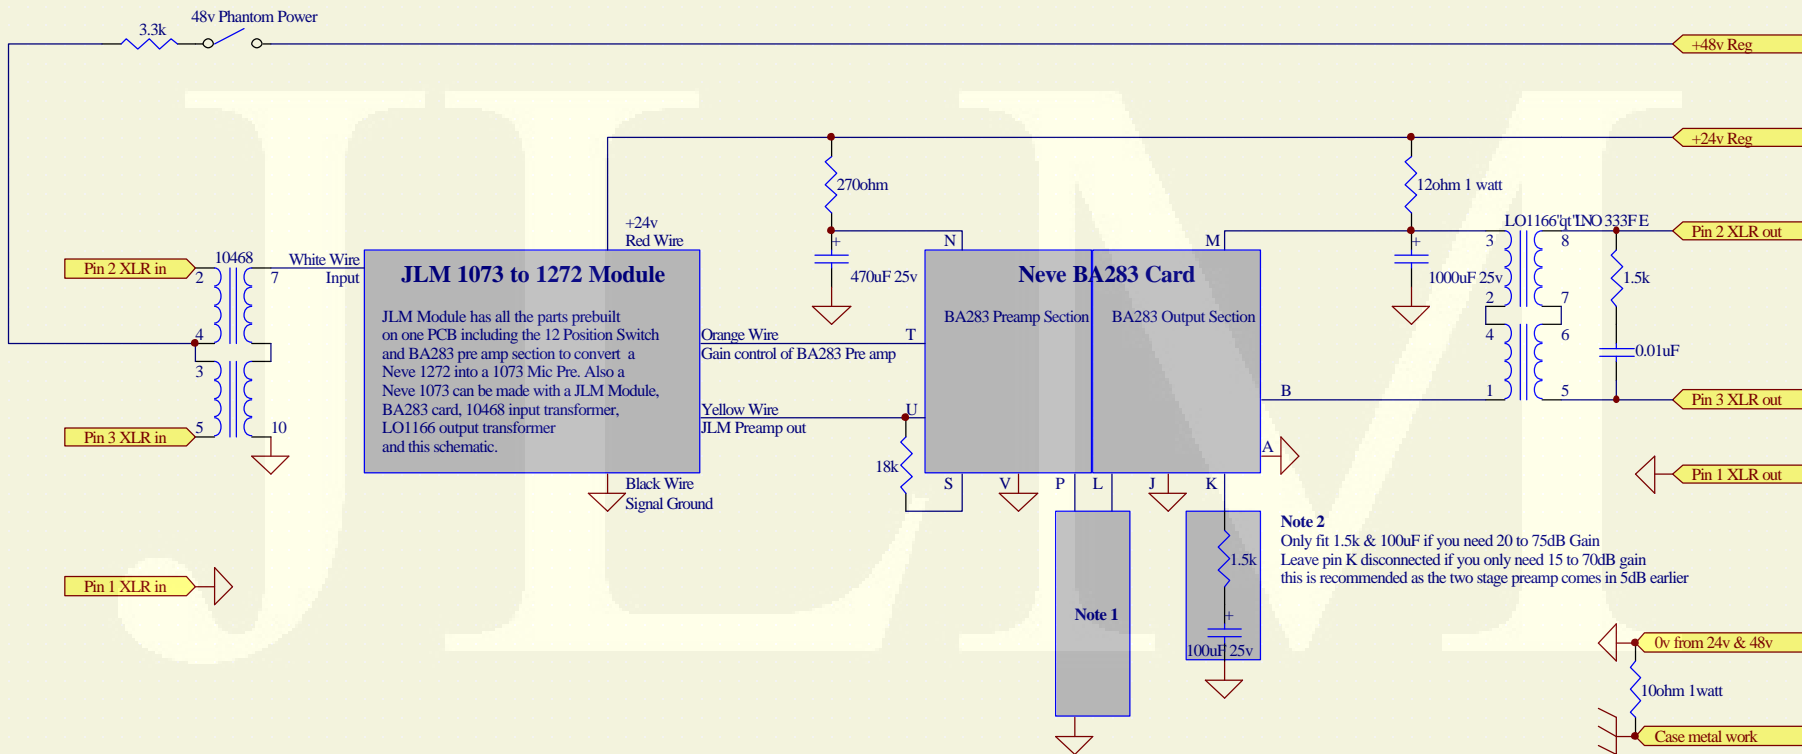 48v Phantom Power
3.3k
+48v Reg
+24v Reg
270ohm
12ohm 1 watt
+24v
Red Wire
LO1166"qt"INO 333FE
Pin 2 XLR out
N
M
3
8
+
+
470uF 25v
1000uF 25v
1.5k
2
7
4
6
0.01uF
1
5
Pin 3 XLR out
Pin 1 XLR out
Pin 2 XLR in
10468
2
7
4
3
5
10
Pin 3 XLR in
Pin 1 XLR in
White Wire
Input
JLM 1073 to 1272 Module
JLM Module has all the parts prebuilt
on one PCB including the 12 Position Switch
and BA283 pre amp section to convert a
Neve 1272 into a 1073 Mic Pre. Also a
Neve 1073 can be made with a JLM Module,
BA283 card, 10468 input transformer,
LO1166 output transformer
and this schematic.
Orange Wire
Gain control of BA283 Pre amp
T
Yellow Wire
JLM Preamp out
U
18k
Black Wire
Signal Ground
Neve BA283 Card
BA283 Preamp Section
BA283 Output Section
B
A
S
V
P
L
J
K
Note 1
1.5k
+
100uF 25v
Note 2
Only fit 1.5k & 100uF if you need 20 to 75dB Gain
Leave pin K disconnected if you only need 15 to 70dB gain
this is recommended as the two stage preamp comes in 5dB earlier
0v from 24v & 48v
10ohm 1watt
Case metal work
JLM